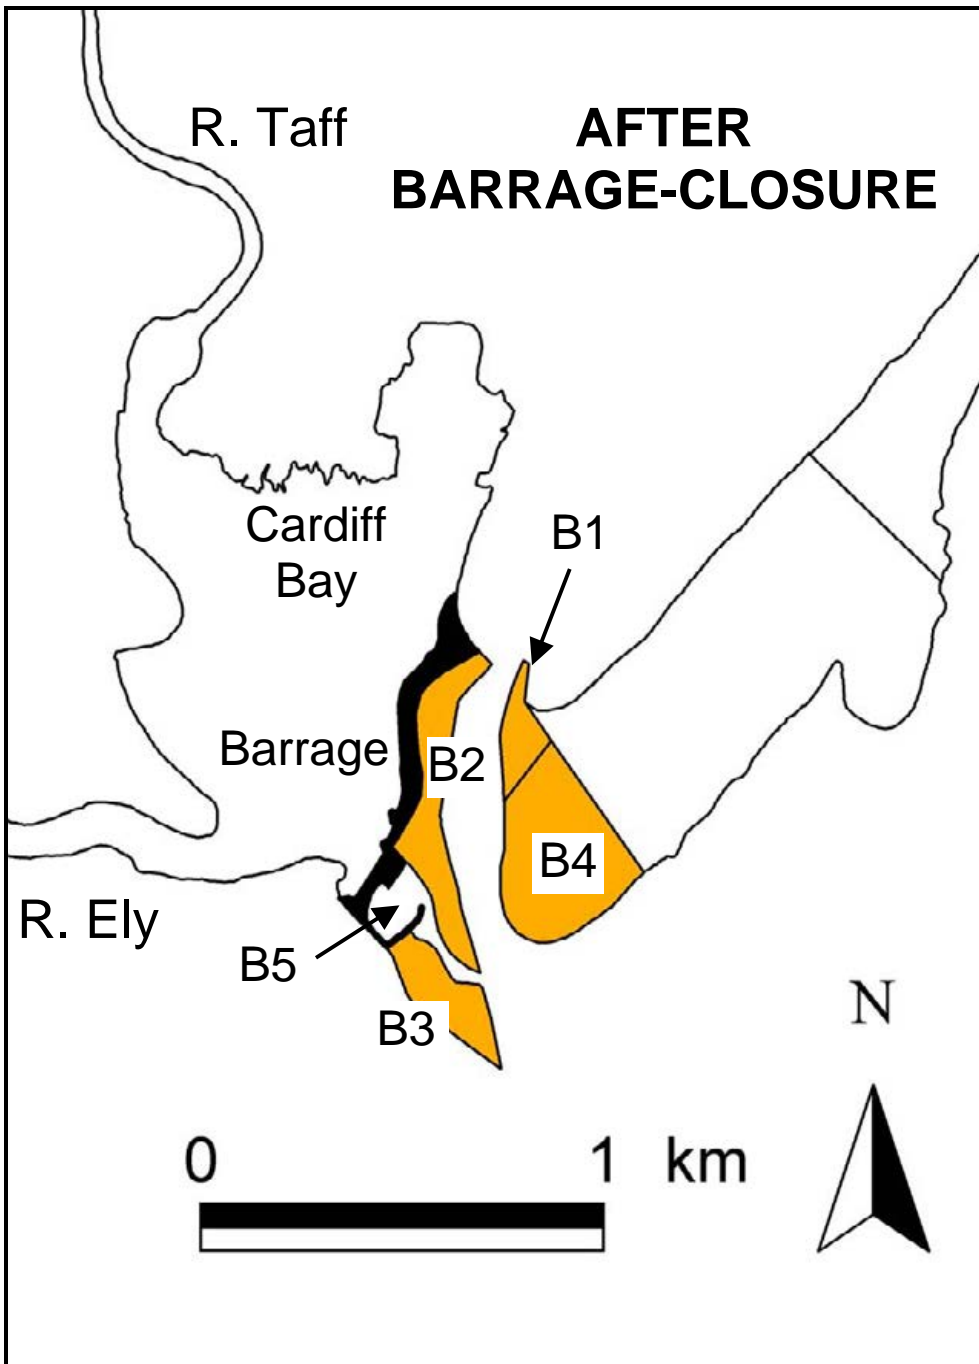 R. Taff
AFTER
BARRAGE-CLOSURE
Cardiff
Bay
B1
Barrage
B2
B4
R. Ely
B5
B3
N
0 1 km